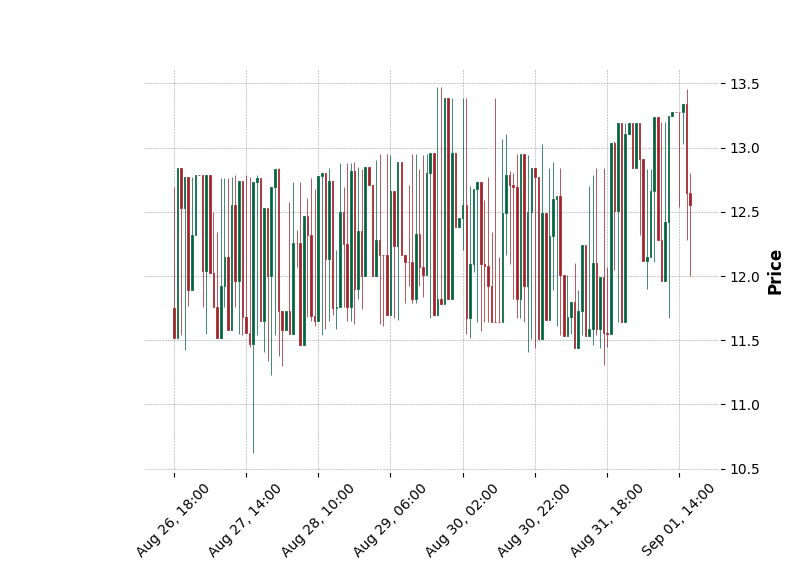 13.5
13.0
12.5
12.0
11.5
11.0
10.5
Price
Aug 26, 18:00
Aug 27, 14:00
Aug 28, 10:00
Aug 29, 06:00
Aug 30, 02:00
Aug 30, 22:00
Aug 31, 18:00
Sep 01, 14:00